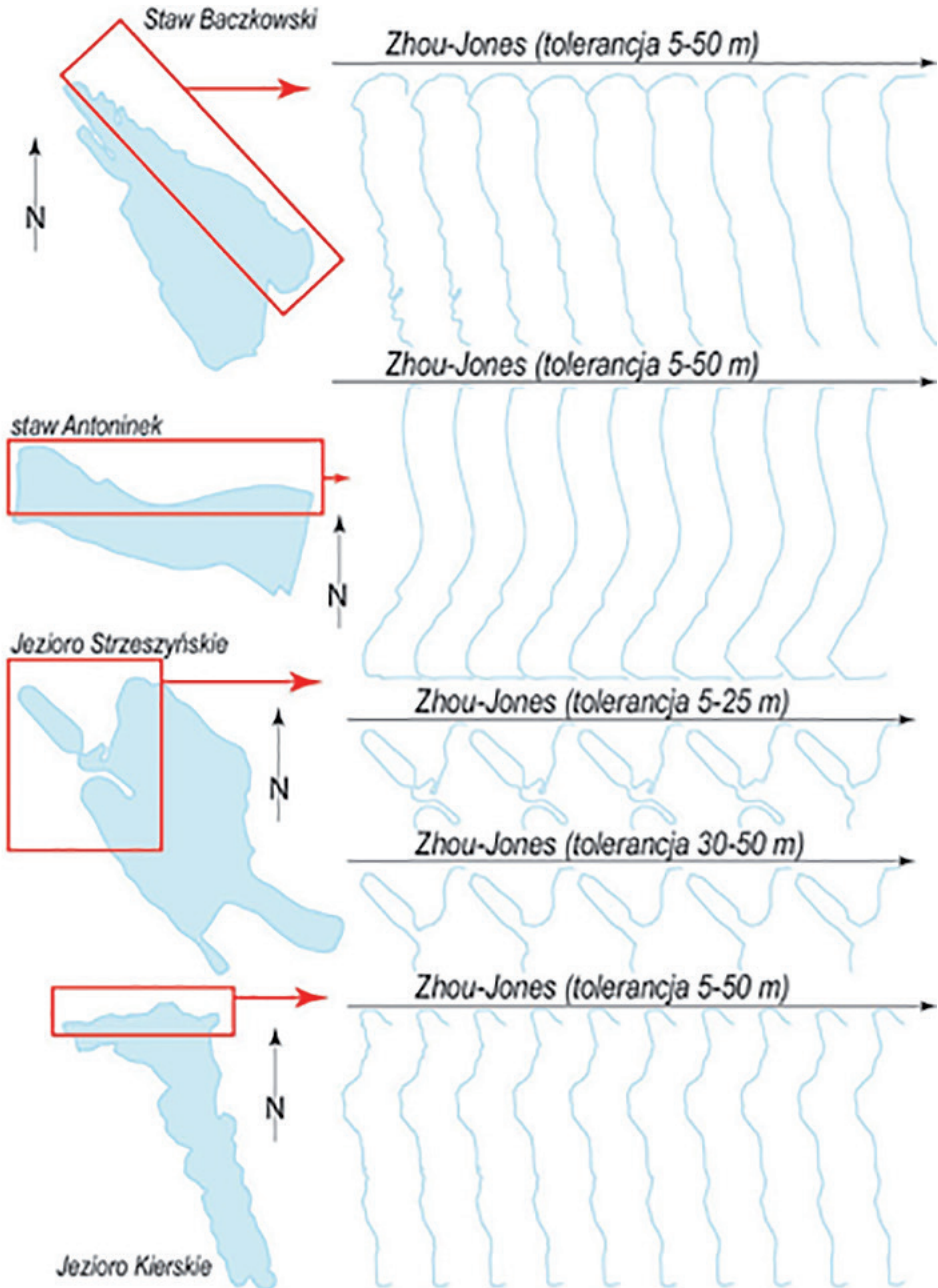 Staw Baczkowski
Zhou-Jones (tolerancja 5-50 m)
N
Zhou-Jones (tolerancja 5-50 m)
staw Antoninek
N
Jezioro Strzeszyńskie
Zhou-Jones (tolerancja 5-25 m)
N
Zhou-Jones (tolerancja 30-50 m)
Zhou-Jones (tolerancja 5-50 m)
N
Jezioro Kierskie